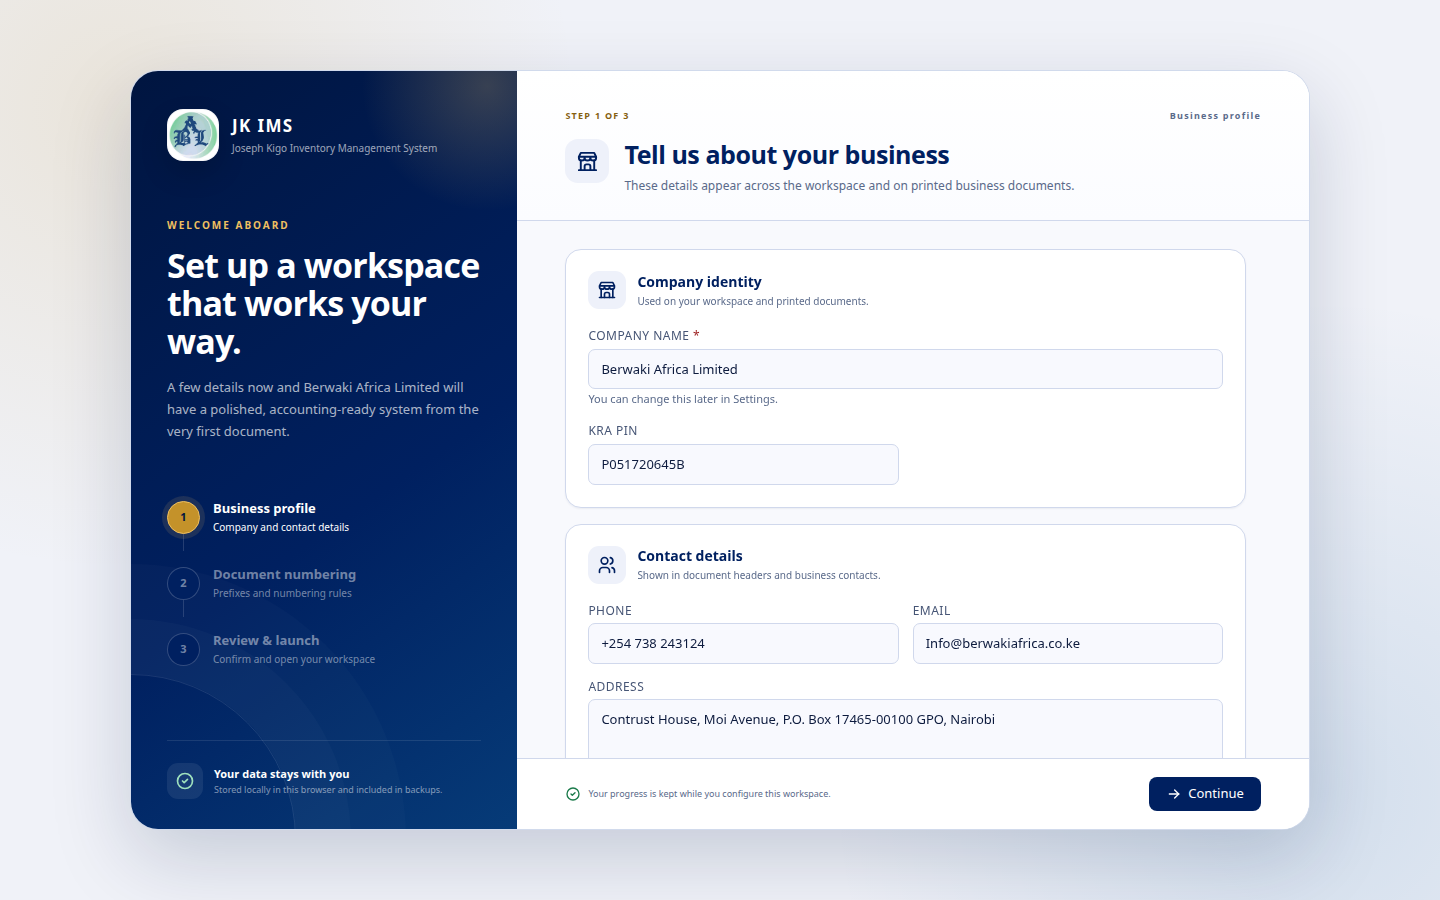 JK IMS
Joseph Kigo Inventory Management System
WELCOME ABOARD
Set up a workspace
that works your
way.
A few details now and Berwaki Africa Limited will
have a polished, accounting-ready system from the
very first document.
1
Business profile
Company and contact details
2
Document numbering
Prefixes and numbering rules
3
Review & launch
Confirm and open your workspace
Your data stays with you
Stored locally in this browser and included in backups.
STEP 1 OF 3
Business profile
Tell us about your business
These details appear across the workspace and on printed business documents.
Company identity
Used on your workspace and printed documents.
COMPANY NAME *
Berwaki Africa Limited
You can change this later in Settings.
KRA PIN
P051720645B
Contact details
Shown in document headers and business contacts.
PHONE
EMAIL
+254 738 243124
Info@berwakiafrica.co.ke
ADDRESS
Contrust House, Moi Avenue, P.O. Box 17465-00100 GPO, Nairobi
Your progress is kept while you configure this workspace.
Continue